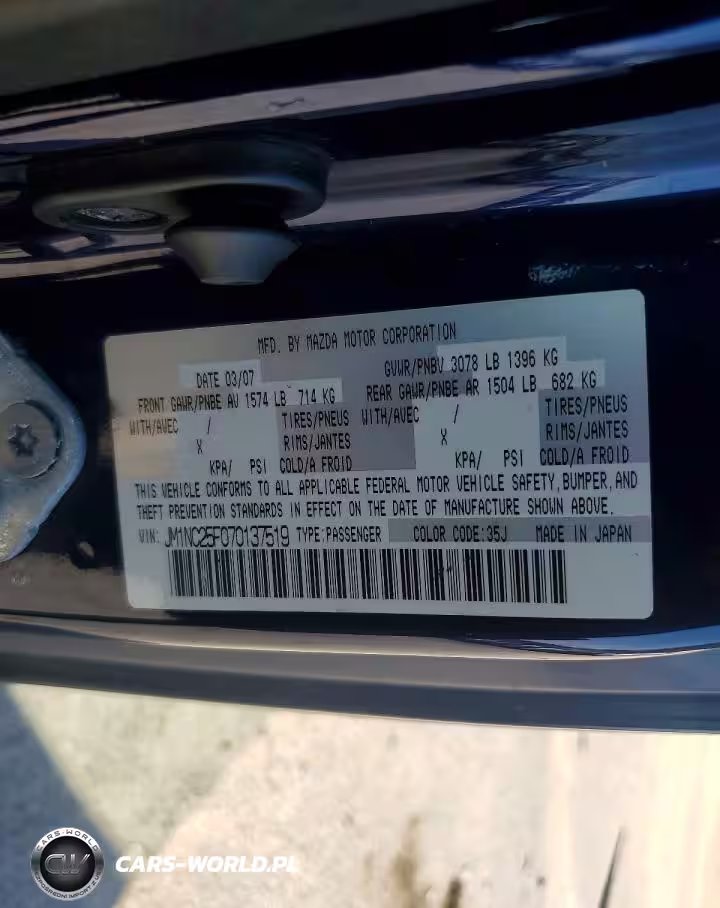 MFD. BY MAZDA MOTOR CORPORATION
DATE 03/07 GVWR/PNBV 3078 LB 1396 KG
FRONT GAWR/PNBE AV 1574 LB 714 KG REAR GAWR/PNBE AR 1504 LB 682 KG
WITH/AVEC / TIRES/PNEUS WITH/AVEC / TIRES/PNEUS
X RIMS/JANTES X RIMS/JANTES
KPA/ PSI COLD/A FROID KPA/ PSI COLD/A FROID
THIS VEHICLE CONFORMS TO ALL APPLICABLE FEDERAL MOTOR VEHICLE SAFETY, BUMPER, AND
THEFT PREVENTION STANDARDS IN EFFECT ON THE DATE OF MANUFACTURE SHOWN ABOVE.
VIN: JM1NC25F070137519 TYPE:PASSENGER COLOR CODE:35J MADE IN JAPAN
CARS-WORLD
CW
CARS-WORLD.PL